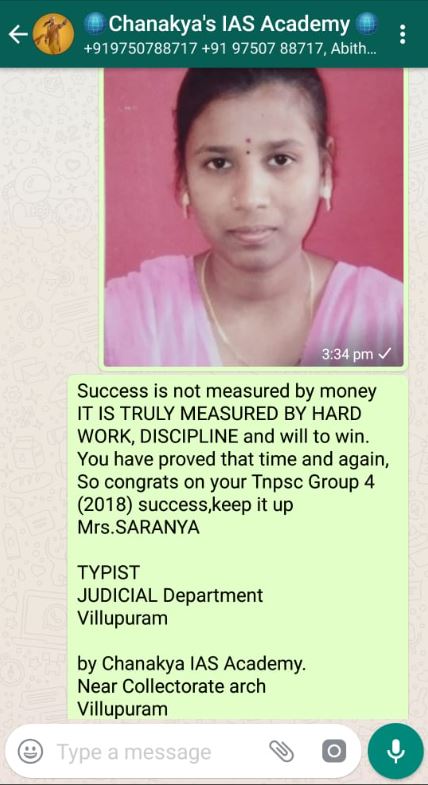 Chanakya's IAS Academy
+919750788717 +91 97507 88717, Abith...
3:34 pm
Success is not measured by money
IT IS TRULY MEASURED BY HARD
WORK, DISCIPLINE and will to win.
You have proved that time and again,
So congrats on your Tnpsc Group 4
(2018) success,keep it up
Mrs.SARANYA
TYPIST
JUDICIAL Department
Villupuram
by Chanakya IAS Academy.
Near Collectorate arch
Villupuram
Type a message